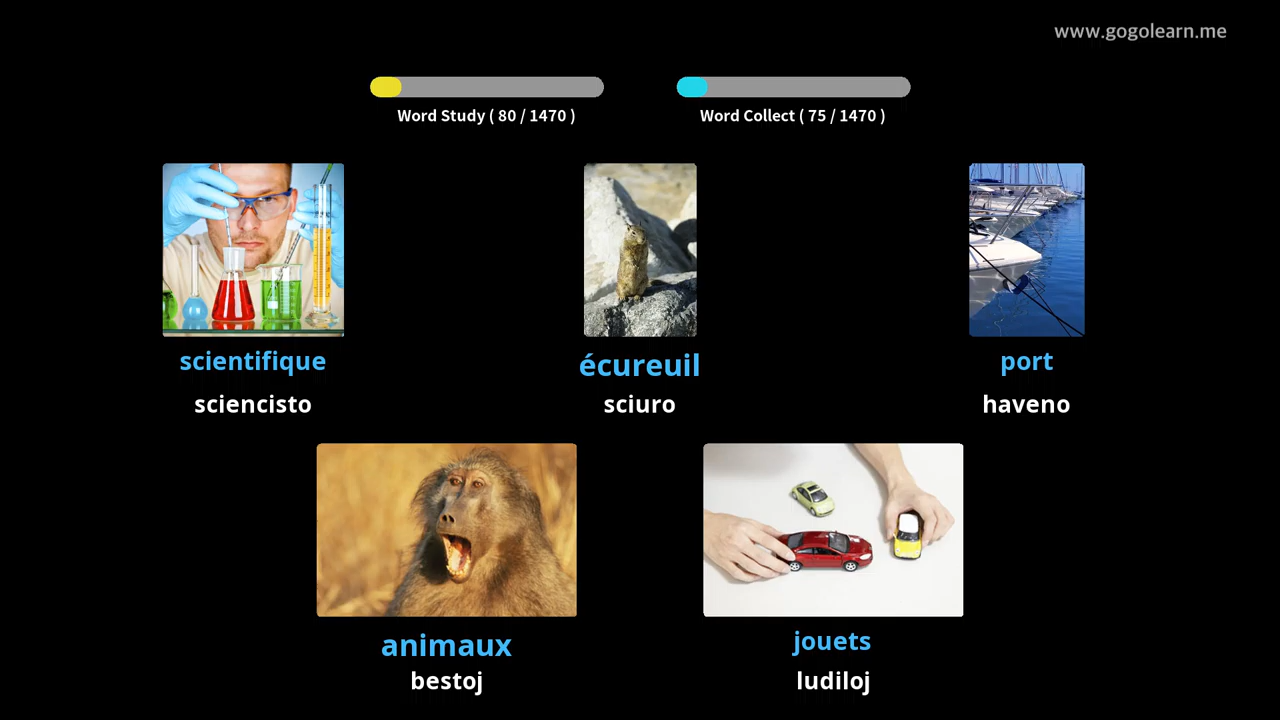 www.gogolearn.me
Word Study ( 80 / 1470 )
Word Collect ( 75 / 1470 )
scientifique
sciencisto
écureuil
sciuro
port
haveno
animaux
bestoj
jouets
ludiloj